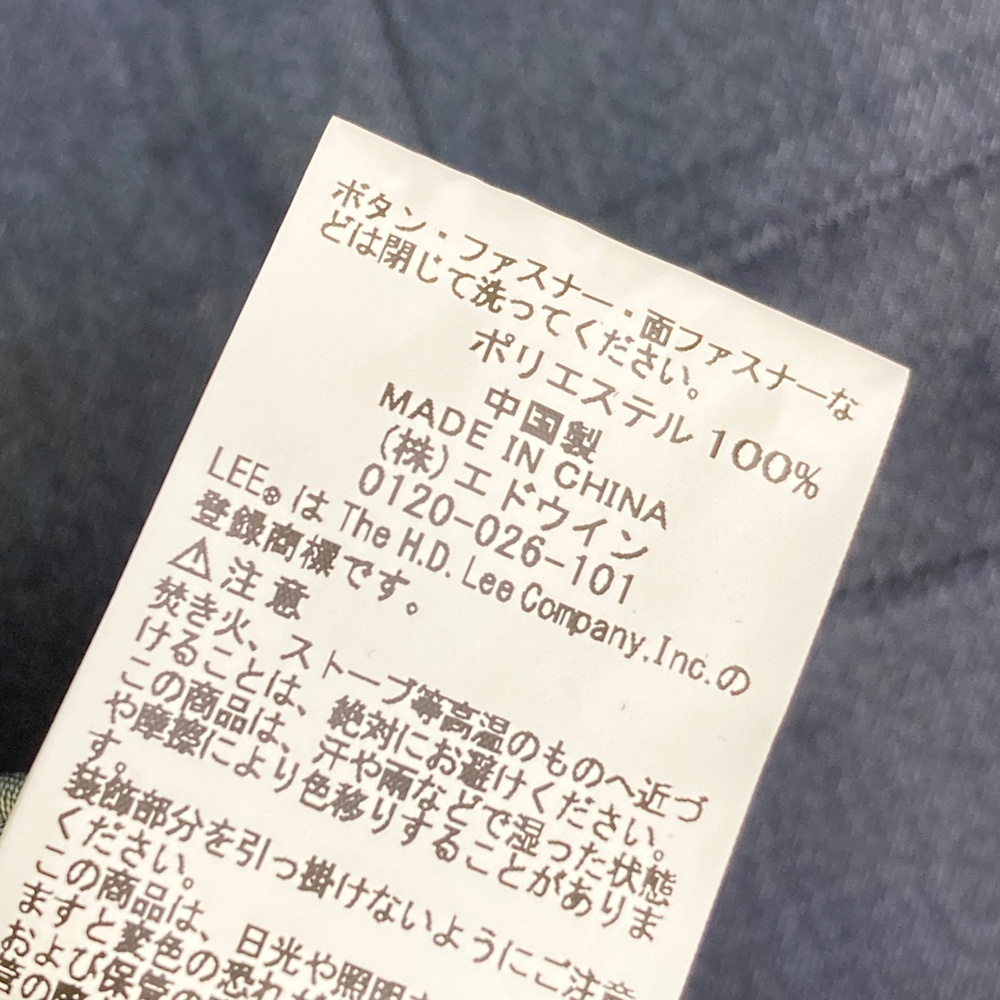 ボタン・ファスナー・面ファスナーな
どは閉じて洗ってください。
ポリエステル 100%
中国製
MADE IN CHINA
(株)エドウイン
0120-026-101
LEE® は The H.D. Lee Company,Inc.の
登録商標です。
⚠注意
焚き火、ストーブ等高温のものへ近づ
けることは、絶対にお避けください。
この商品は、汗や雨などで湿った状態
や摩擦により色移りすることがありま
す。
装飾部分を引っ掛けないようにご注意
ください。
この商品は、日光や照明
ますと変色の恐れが
および保管の